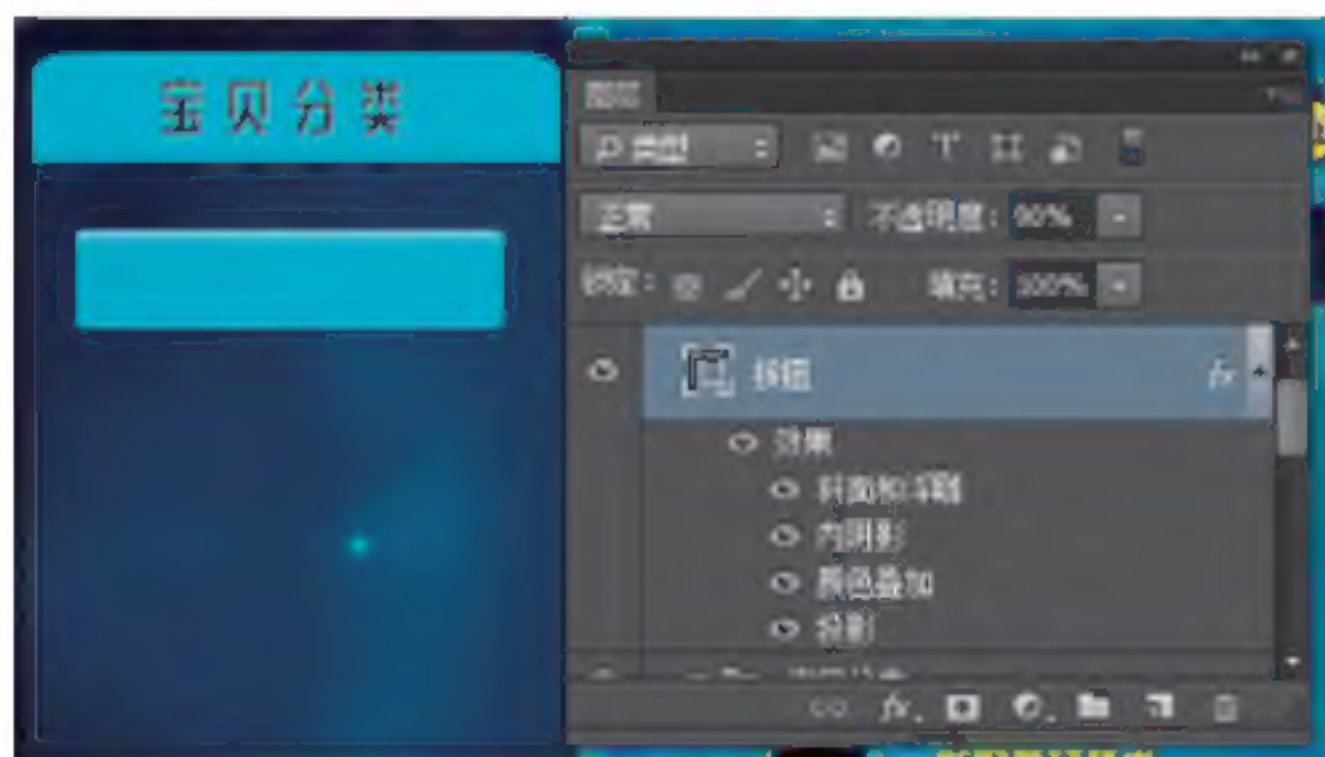 宝贝分类
图层
类型
正常 不透明度: 90%
锁定: 填充: 100%
按钮 fx
效果
斜面和浮雕
内阴影
颜色叠加
投影
fx